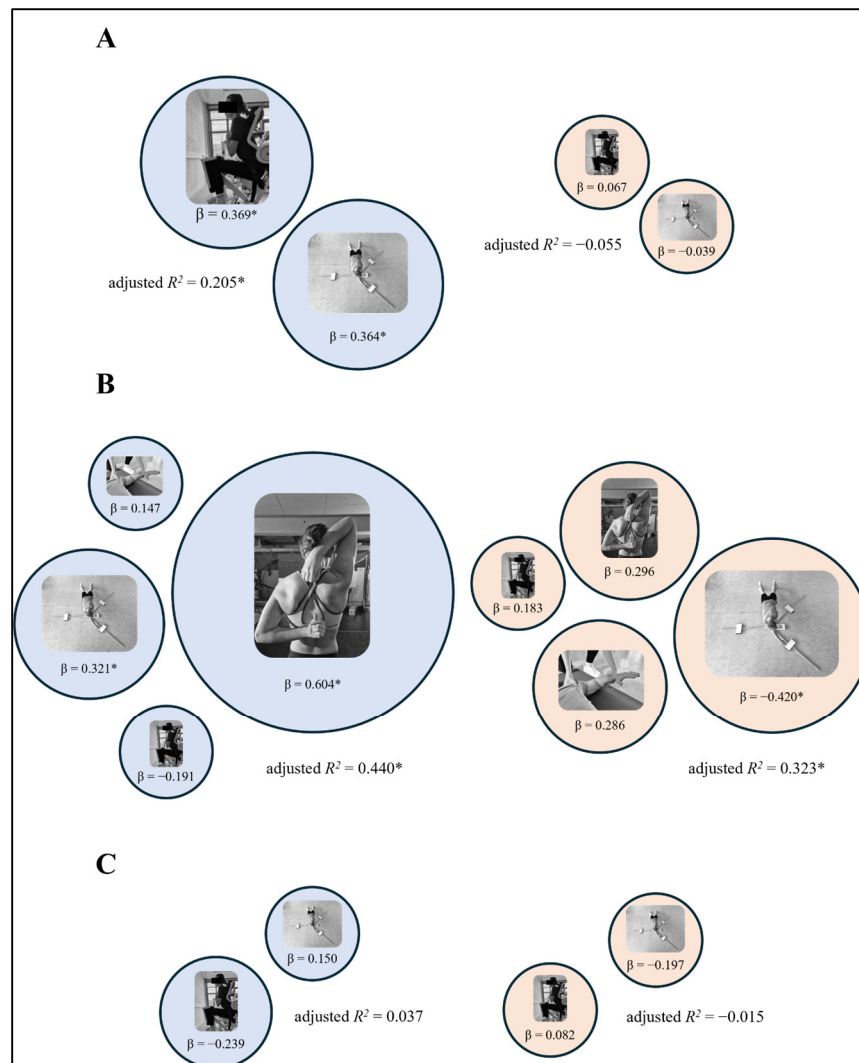 A
β = 0.369*
adjusted R² = 0.205*
β = 0.364*
β = 0.067
adjusted R² = −0.055
β = −0.039
B
β = 0.147
β = 0.321*
β = 0.604*
β = −0.191
adjusted R² = 0.440*
β = 0.296
β = 0.183
β = −0.420*
β = 0.286
adjusted R² = 0.323*
C
β = 0.150
β = −0.239
adjusted R² = 0.037
β = −0.197
β = 0.082
adjusted R² = −0.015